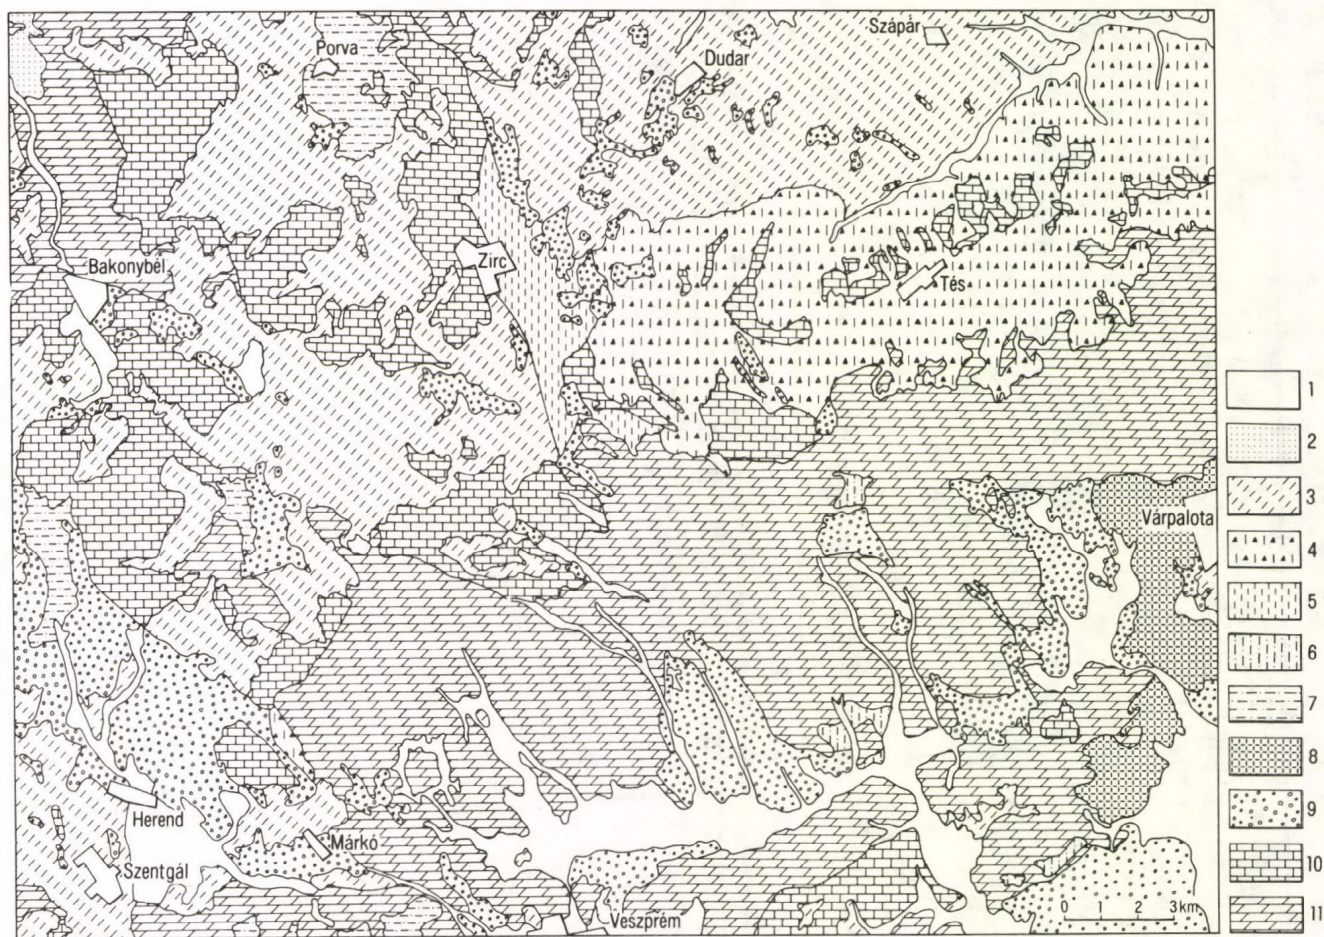 Porva
Szápár
Dudar
Bakonybél
Zirc
Tés
Várpalota
Herend
Márkó
Szentgál
Veszprém
0 1 2 3km
1
2
3
4
5
6
7
8
9
10
11